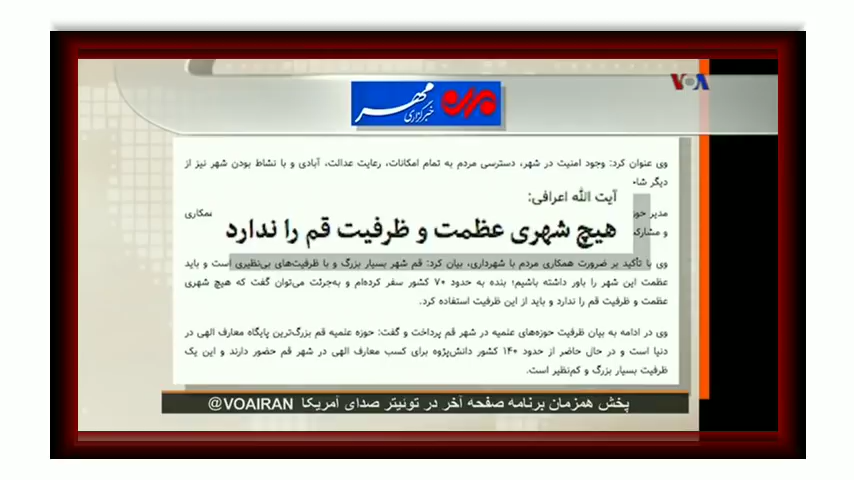 VOA
خبرگزاری مهر
وی عنوان کرد: وجود امنیت در شهر، دسترسی مردم به تمام امکانات، رعایت عدالت، آبادی و با نشاط بودن شهر نیز از
دیگر شاخ
آیت الله اعرافی:
مدیر حوز
همکاری
هیچ شهری عظمت و ظرفیت قم را ندارد
و مشارک
وی با تأکید بر ضرورت همکاری مردم با شهرداری، بیان کرد: قم شهر بسیار بزرگ و با ظرفیت‌های بی‌نظیری است و باید
عظمت این شهر را باور داشته باشیم؛ بنده به حدود ۷۰ کشور سفر کرده‌ام و به‌جرئت می‌توان گفت که هیچ شهری
عظمت و ظرفیت قم را ندارد و باید از این ظرفیت استفاده کرد.
وی در ادامه به بیان ظرفیت حوزه‌های علمیه در شهر قم پرداخت و گفت: حوزه علمیه قم بزرگ‌ترین پایگاه معارف الهی در
دنیا است و در حال حاضر از حدود ۱۴۰ کشور دانش‌پژوه برای کسب معارف الهی در شهر قم حضور دارند و این یک
ظرفیت بسیار بزرگ و کم‌نظیر است.
پخش همزمان برنامه صفحه آخر در توئیتر صدای آمریکا @VOAIRAN